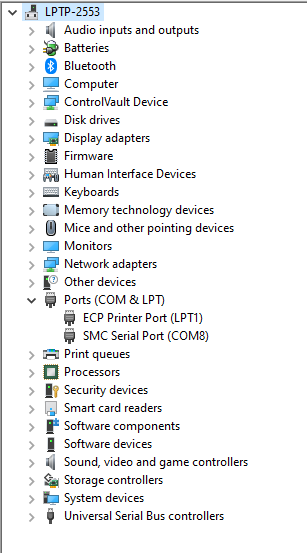 LPTP-2553
Audio inputs and outputs
Batteries
Bluetooth
Computer
ControlVault Device
Disk drives
Display adapters
Firmware
Human Interface Devices
Keyboards
Memory technology devices
Mice and other pointing devices
Monitors
Network adapters
Other devices
Ports (COM & LPT)
ECP Printer Port (LPT1)
SMC Serial Port (COM8)
Print queues
Processors
Security devices
Smart card readers
Software components
Software devices
Sound, video and game controllers
Storage controllers
System devices
Universal Serial Bus controllers